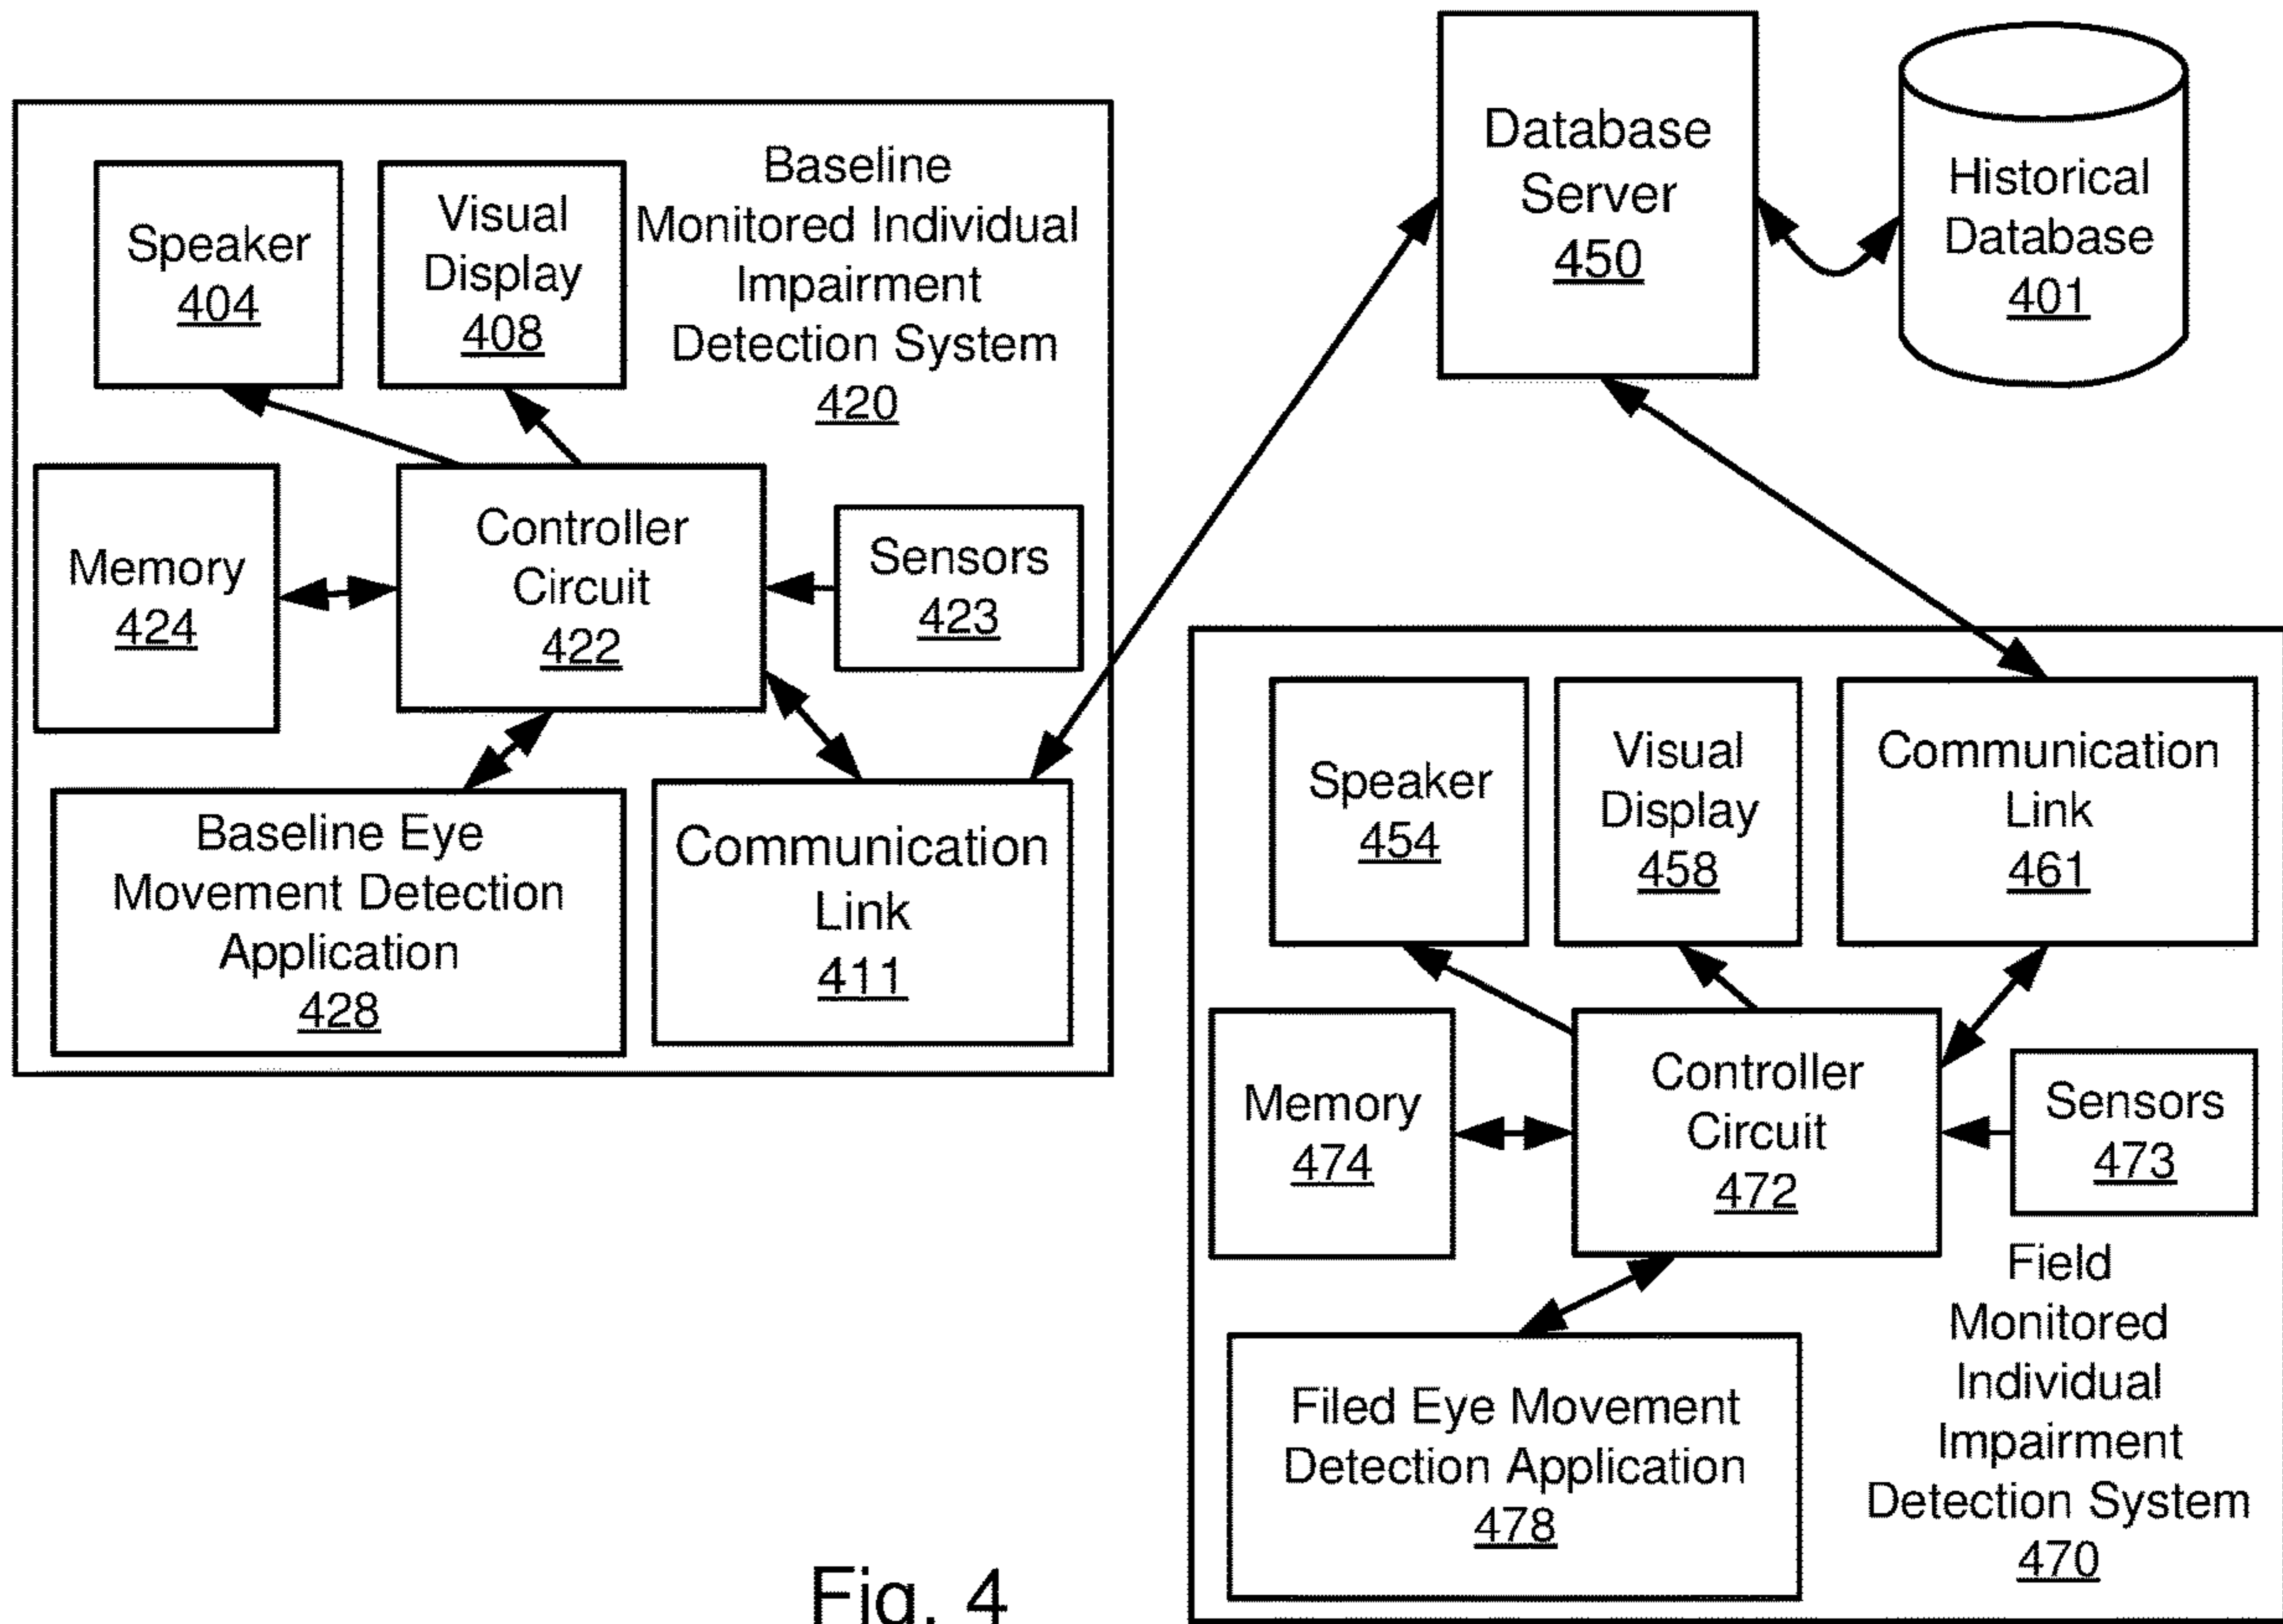 Speaker
404
Visual
Display
408
Baseline
Monitored Individual
Impairment
Detection System
420
Memory
424
Controller
Circuit
422
Sensors
423
Baseline Eye
Movement Detection
Application
428
Communication
Link
411
Database
Server
450
Historical
Database
401
Speaker
454
Visual
Display
458
Communication
Link
461
Memory
474
Controller
Circuit
472
Sensors
473
Filed Eye Movement
Detection Application
478
Field
Monitored
Individual
Impairment
Detection System
470
Fig. 4